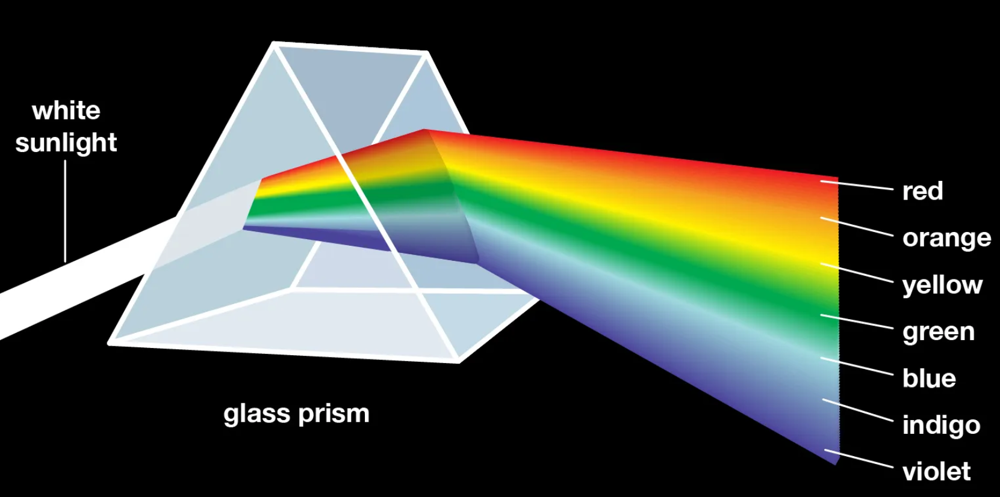 white
sunlight
glass prism
red
orange
yellow
green
blue
indigo
violet